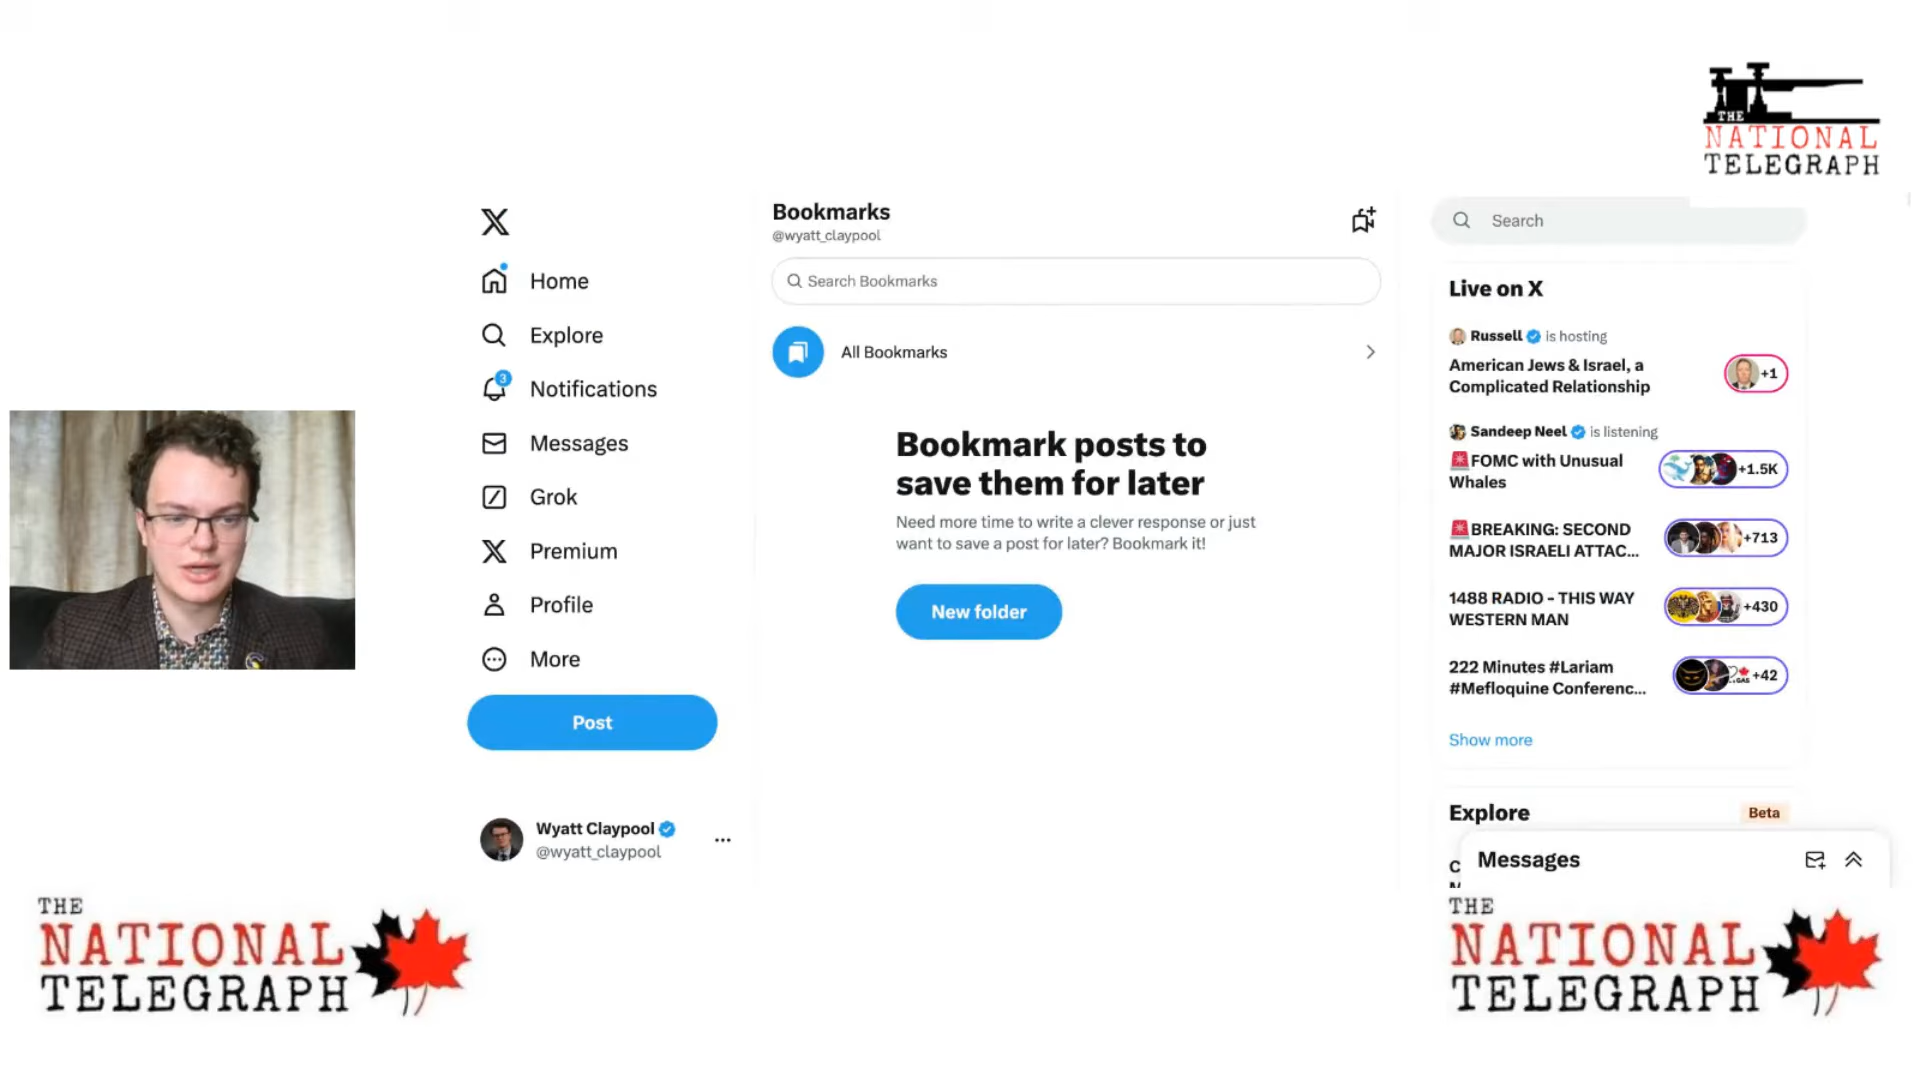 THE
NATIONAL
TELEGRAPH
Home
Explore
3
Notifications
Messages
Grok
Premium
Profile
More
Post
Wyatt Claypool
@wyatt_claypool
Bookmarks
@wyatt_claypool
Search Bookmarks
All Bookmarks
Bookmark posts to
save them for later
Need more time to write a clever response or just
want to save a post for later? Bookmark it!
New folder
Search
Live on X
Russell is hosting
American Jews & Israel, a
Complicated Relationship
+1
Sandeep Neel is listening
FOMC with Unusual
Whales
+1.5K
BREAKING: SECOND
MAJOR ISRAELI ATTAC...
+713
1488 RADIO - THIS WAY
WESTERN MAN
+430
222 Minutes #Lariam
#Mefloquine Conferenc...
+42
Show more
Explore
Beta
Messages
THE
NATIONAL
TELEGRAPH
THE
NATIONAL
TELEGRAPH